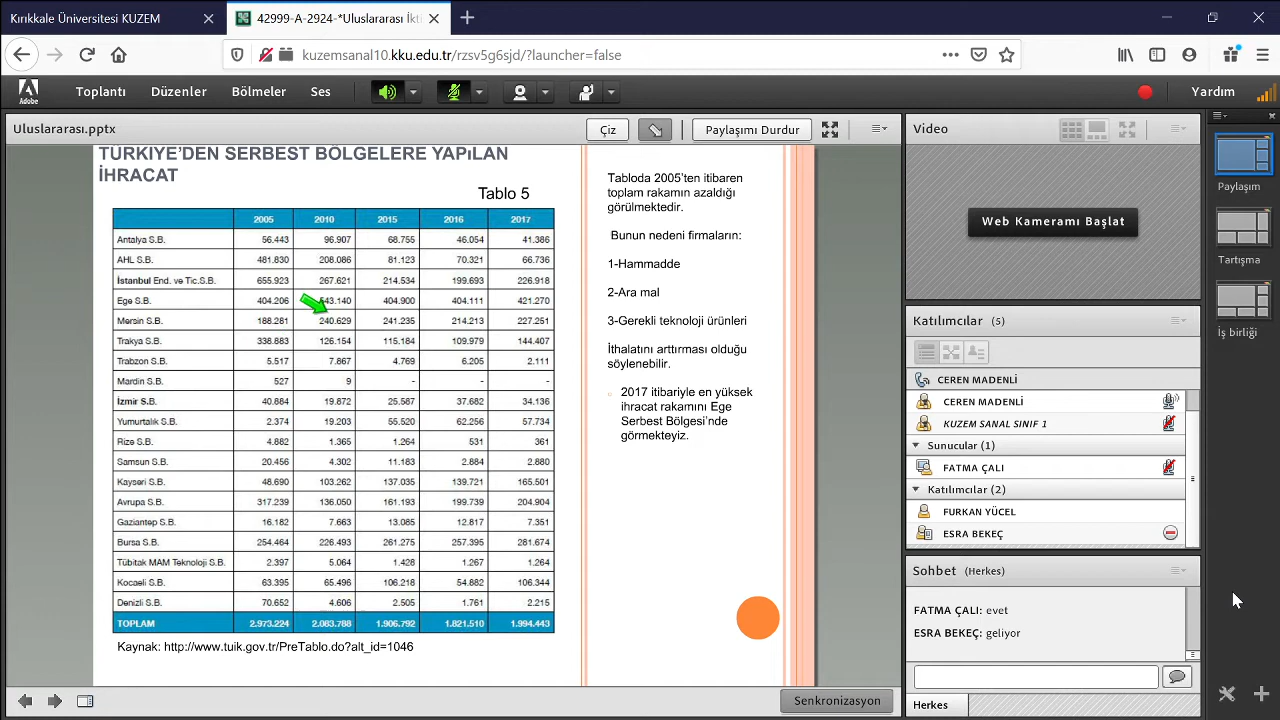 Kırıkkale Üniversitesi KUZEM
42999-A-2924-*Uluslararası İkti
kuzemsanal10.kku.edu.tr/rzsv5g6sjd/?launcher=false
Adobe
Toplantı Düzenler Bölmeler Ses
Yardım
Uluslararası.pptx
Çiz
Paylaşımı Durdur
TÜRKİYE’DEN SERBEST BÖLGELERE YAPıLAN
İHRACAT
Tablo 5
2005 2010 2015 2016 2017
Antalya S.B. 56.443 96.907 68.755 46.054 41.386
AHL S.B. 481.830 208.086 81.123 70.321 66.736
İstanbul End. ve Tic.S.B. 655.923 267.621 214.534 199.693 226.918
Ege S.B. 404.206 543.140 404.900 404.111 421.270
Mersin S.B. 188.281 240.629 241.235 214.213 227.251
Trakya S.B. 338.883 126.154 115.184 109.979 144.407
Trabzon S.B. 5.517 7.867 4.769 6.205 2.111
Mardin S.B. 527 9 - - -
İzmir S.B. 40.884 19.872 25.587 37.682 34.136
Yumurtalık S.B. 2.374 19.203 55.520 62.256 57.734
Rize S.B. 4.882 1.365 1.264 531 361
Samsun S.B. 20.456 4.302 11.183 2.884 2.880
Kayseri S.B. 48.690 103.262 137.035 139.721 165.501
Avrupa S.B. 317.239 136.050 161.193 199.739 204.904
Gaziantep S.B. 16.182 7.663 13.085 12.817 7.351
Bursa S.B. 254.464 226.493 261.275 257.395 281.674
Tübitak MAM Teknoloji S.B. 2.397 5.064 1.428 1.267 1.264
Kocaeli S.B. 63.395 65.496 106.218 54.882 106.344
Denizli S.B. 70.652 4.606 2.505 1.761 2.215
TOPLAM 2.973.224 2.083.788 1.906.792 1.821.510 1.994.443
Kaynak: http://www.tuik.gov.tr/PreTablo.do?alt_id=1046
Tabloda 2005’ten itibaren
toplam rakamın azaldığı
görülmektedir.
Bunun nedeni firmaların:
1-Hammadde
2-Ara mal
3-Gerekli teknoloji ürünleri
İthalatını arttırması olduğu
söylenebilir.
2017 itibariyle en yüksek
ihracat rakamını Ege
Serbest Bölgesi’nde
görmekteyiz.
Senkronizasyon
Video
Web Kameramı Başlat
Katılımcılar (5)
CEREN MADENLİ
CEREN MADENLİ
KUZEM SANAL SINIF 1
Sunucular (1)
FATMA ÇALI
Katılımcılar (2)
FURKAN YÜCEL
ESRA BEKEÇ
Sohbet (Herkes)
FATMA ÇALI: evet
ESRA BEKEÇ: geliyor
Herkes
Paylaşım
Tartışma
İş birliği